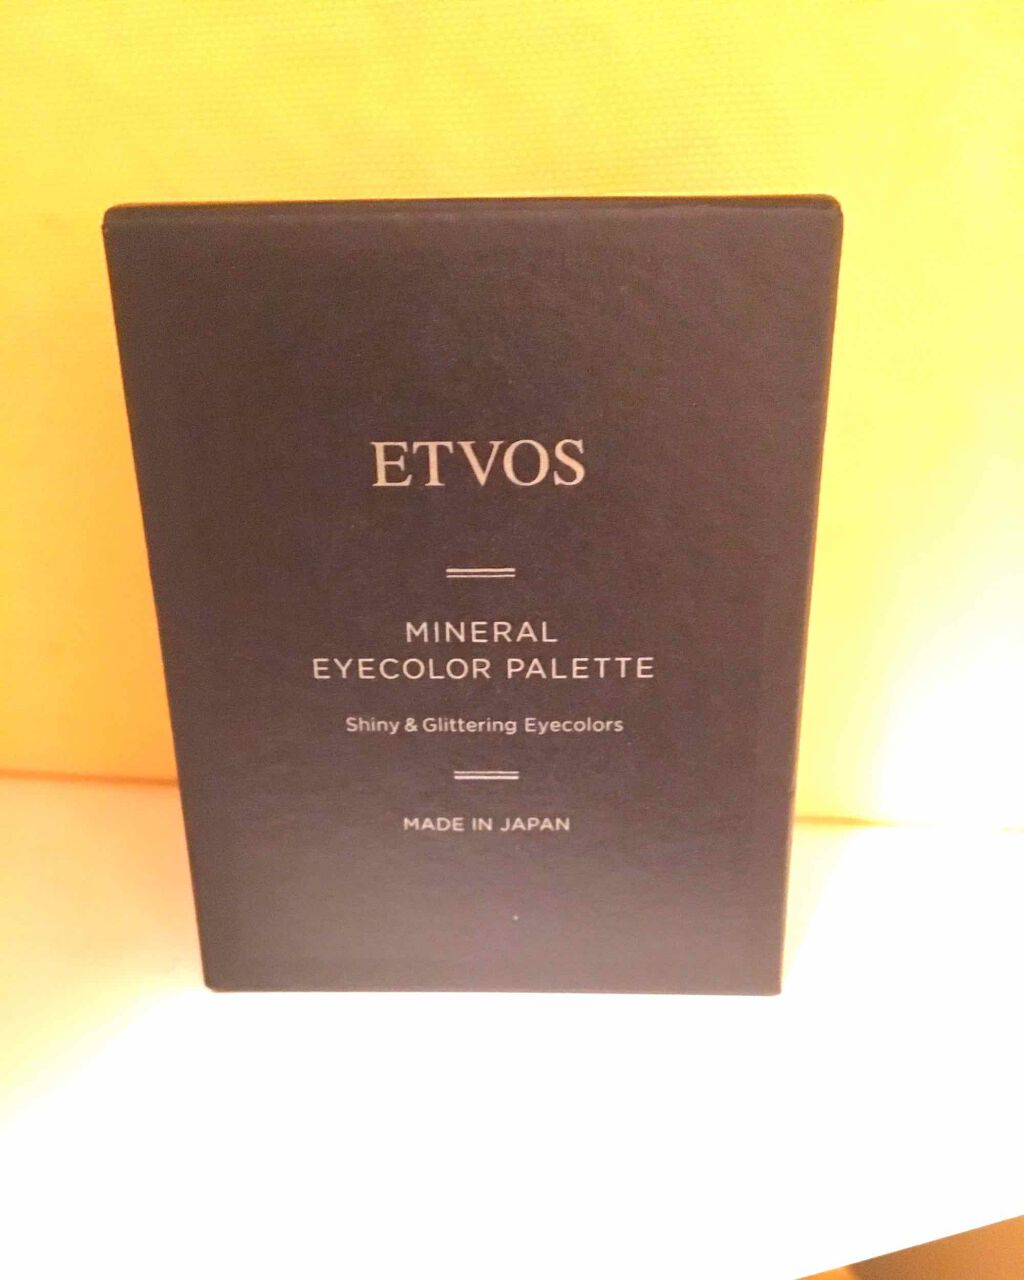 ETVOS
MINERAL
EYECOLOR PALETTE
Shiny & Glittering Eyecolors
MADE IN JAPAN